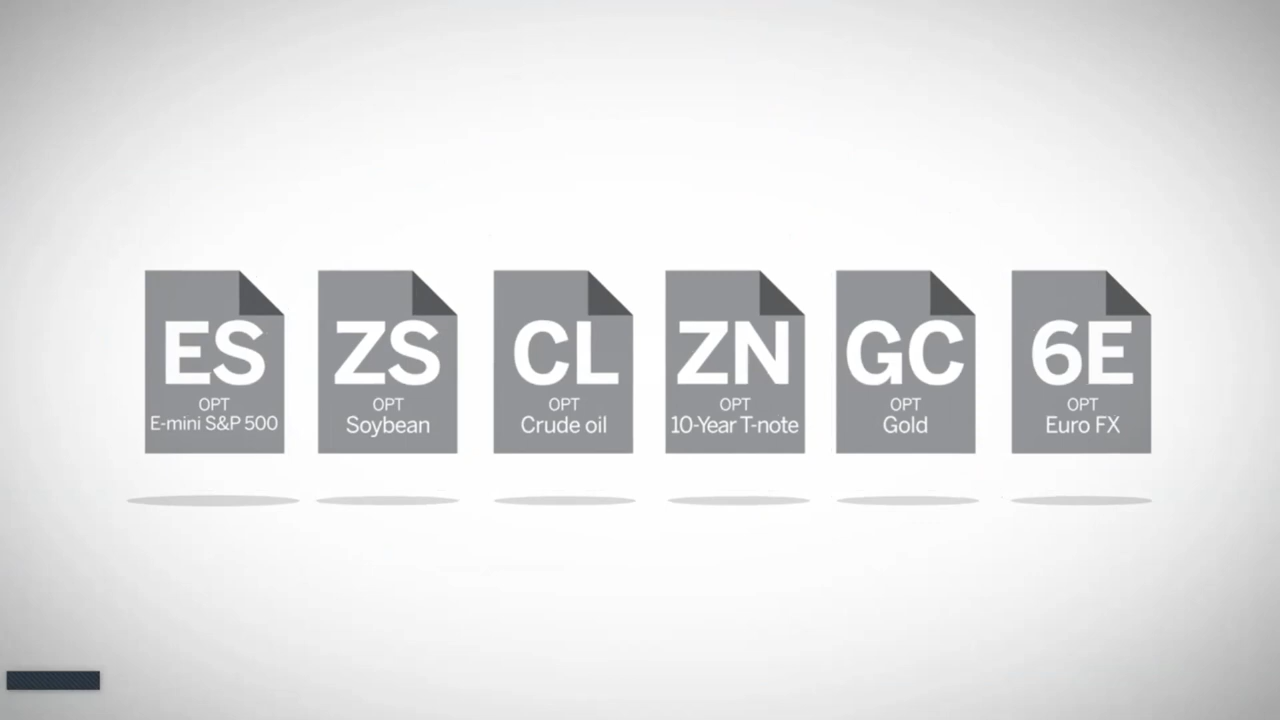 ES
OPT
E-mini S&P 500
ZS
OPT
Soybean
CL
OPT
Crude oil
ZN
OPT
10-Year T-note
GC
OPT
Gold
6E
OPT
Euro FX